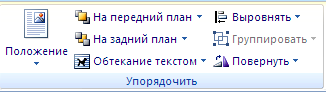 Положение
На передний план
На задний план
Обтекание текстом
Выровнять
Группировать
Повернуть
Упорядочить